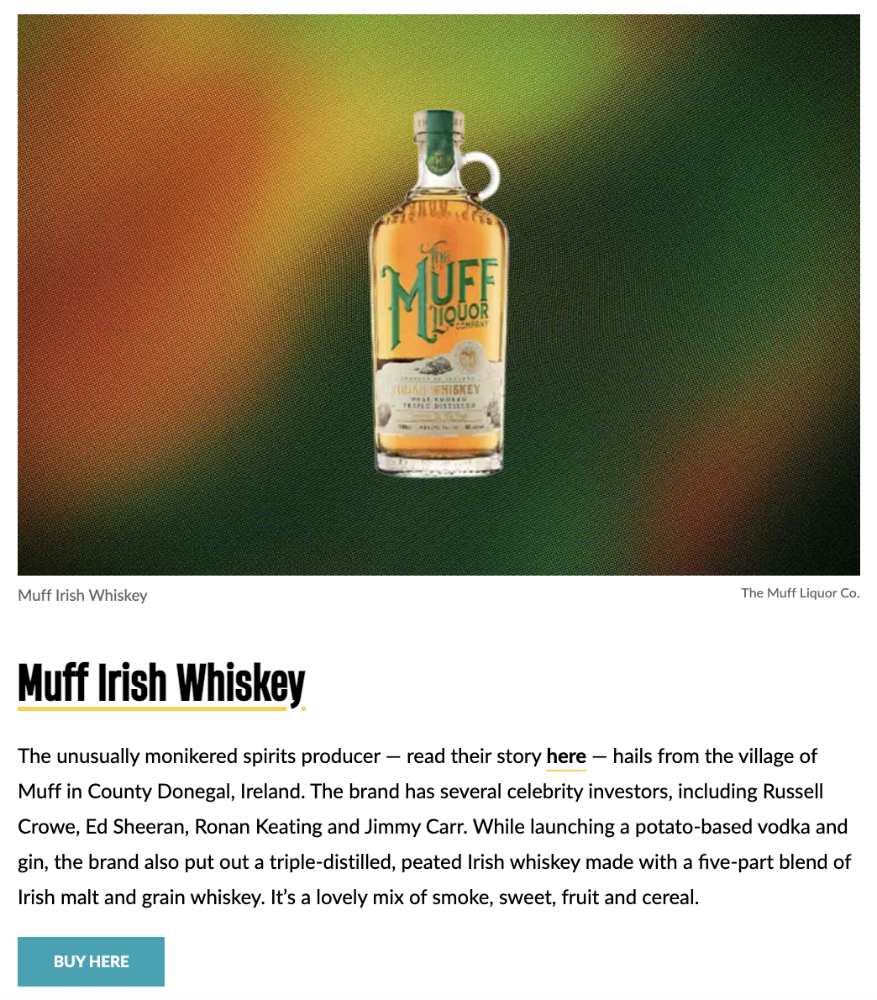 The
MUFF
LIQUOR
COMPANY
IRISH WHISKEY
PEAT SMOKED
TRIPLE DISTILLED
Muff Irish Whiskey
The Muff Liquor Co.
Muff Irish Whiskey
The unusually monikered spirits producer — read their story here — hails from the village of
Muff in County Donegal, Ireland. The brand has several celebrity investors, including Russell
Crowe, Ed Sheeran, Ronan Keating and Jimmy Carr. While launching a potato-based vodka and
gin, the brand also put out a triple-distilled, peated Irish whiskey made with a five-part blend of
Irish malt and grain whiskey. It’s a lovely mix of smoke, sweet, fruit and cereal.
BUY HERE